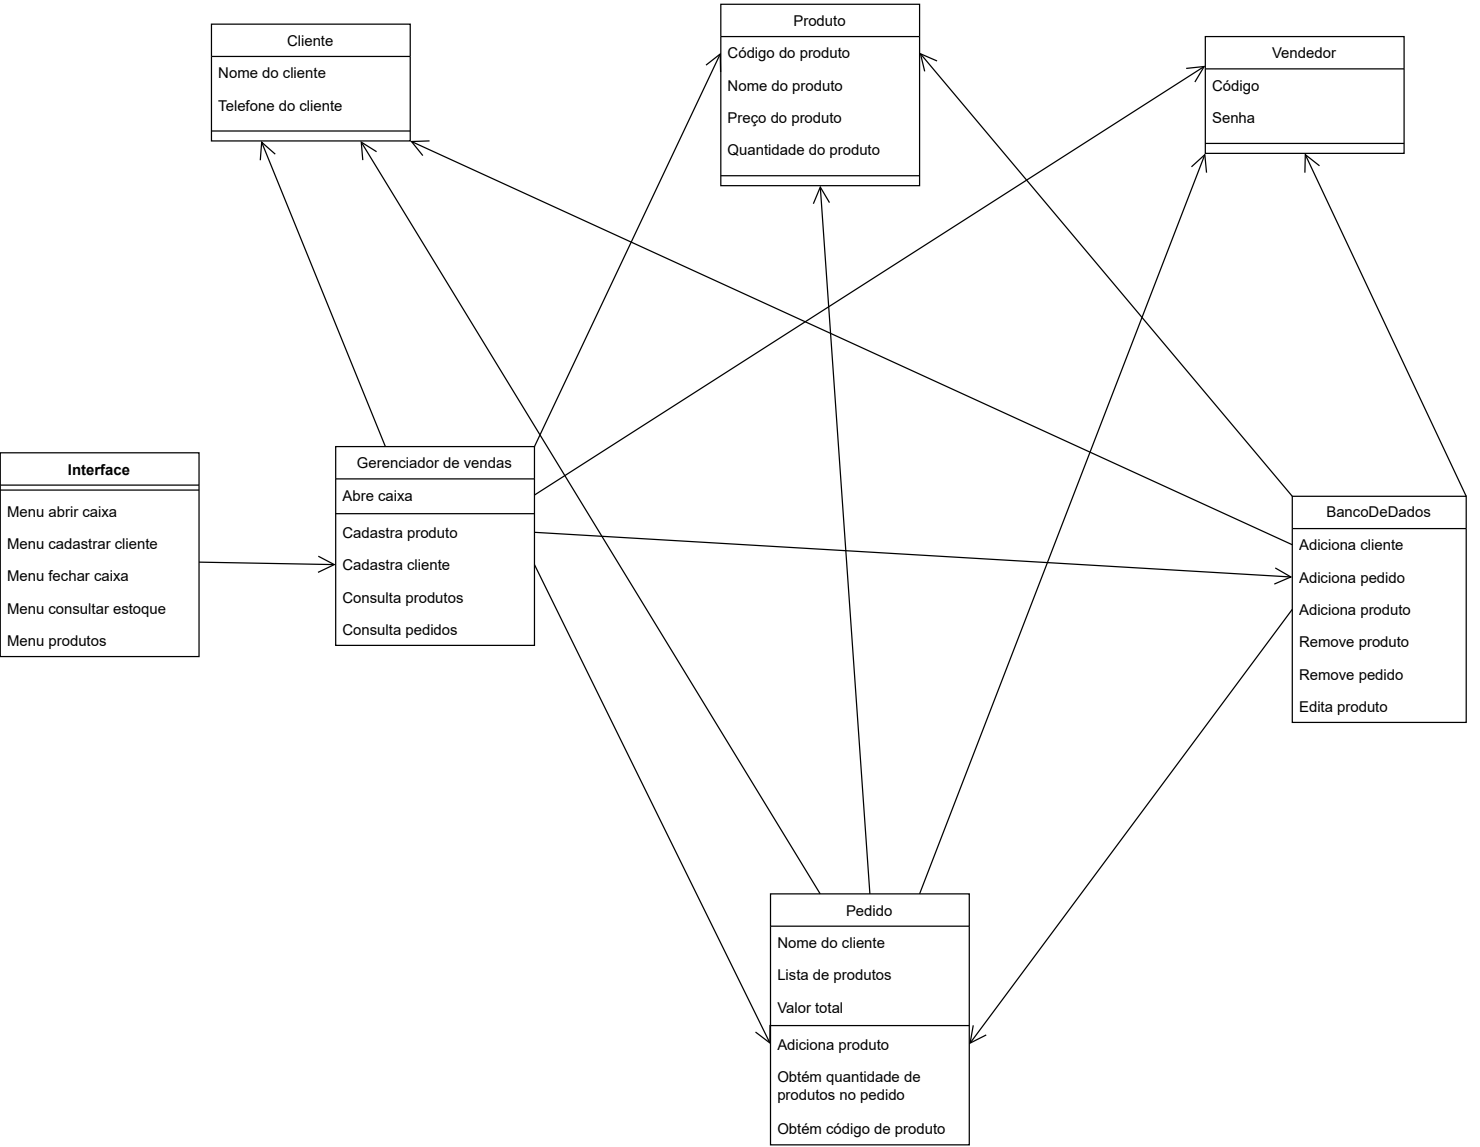 Cliente
Nome do cliente
Telefone do cliente
Produto
Código do produto
Nome do produto
Preço do produto
Quantidade do produto
Vendedor
Código
Senha
Interface
Menu abrir caixa
Menu cadastrar cliente
Menu fechar caixa
Menu consultar estoque
Menu produtos
Gerenciador de vendas
Abre caixa
Cadastra produto
Cadastra cliente
Consulta produtos
Consulta pedidos
BancoDeDados
Adiciona cliente
Adiciona pedido
Adiciona produto
Remove produto
Remove pedido
Edita produto
Pedido
Nome do cliente
Lista de produtos
Valor total
Adiciona produto
Obtém quantidade de
produtos no pedido
Obtém código de produto